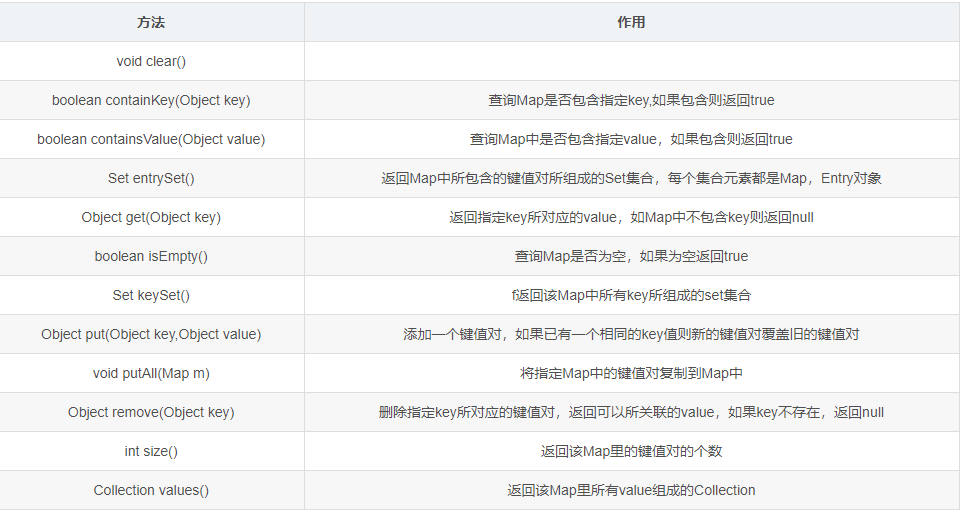 方法 作用
void clear()
boolean containKey(Object key) 查询Map是否包含指定key,如果包含则返回true
boolean containsValue(Object value) 查询Map中是否包含指定value，如果包含则返回true
Set entrySet() 返回Map中所包含的键值对所组成的Set集合，每个集合元素都是Map，Entry对象
Object get(Object key) 返回指定key所对应的value，如Map中不包含key则返回null
boolean isEmpty() 查询Map是否为空，如果为空返回true
Set keySet() f返回该Map中所有key所组成的set集合
Object put(Object key,Object value) 添加一个键值对，如果已有一个相同的key值则新的键值对覆盖旧的键值对
void putAll(Map m) 将指定Map中的键值对复制到Map中
Object remove(Object key) 删除指定key所对应的键值对，返回可以所关联的value，如果key不存在，返回null
int size() 返回该Map里的键值对的个数
Collection values() 返回该Map里所有value组成的Collection